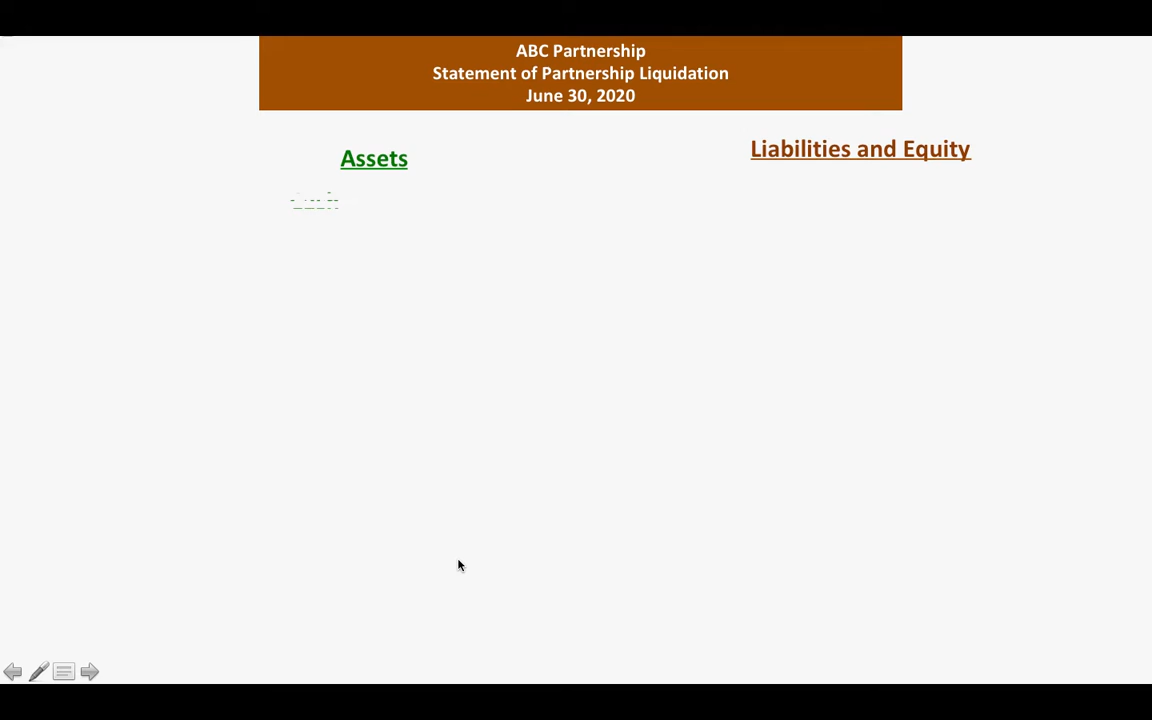 ABC Partnership
Statement of Partnership Liquidation
June 30, 2020
Assets
Liabilities and Equity